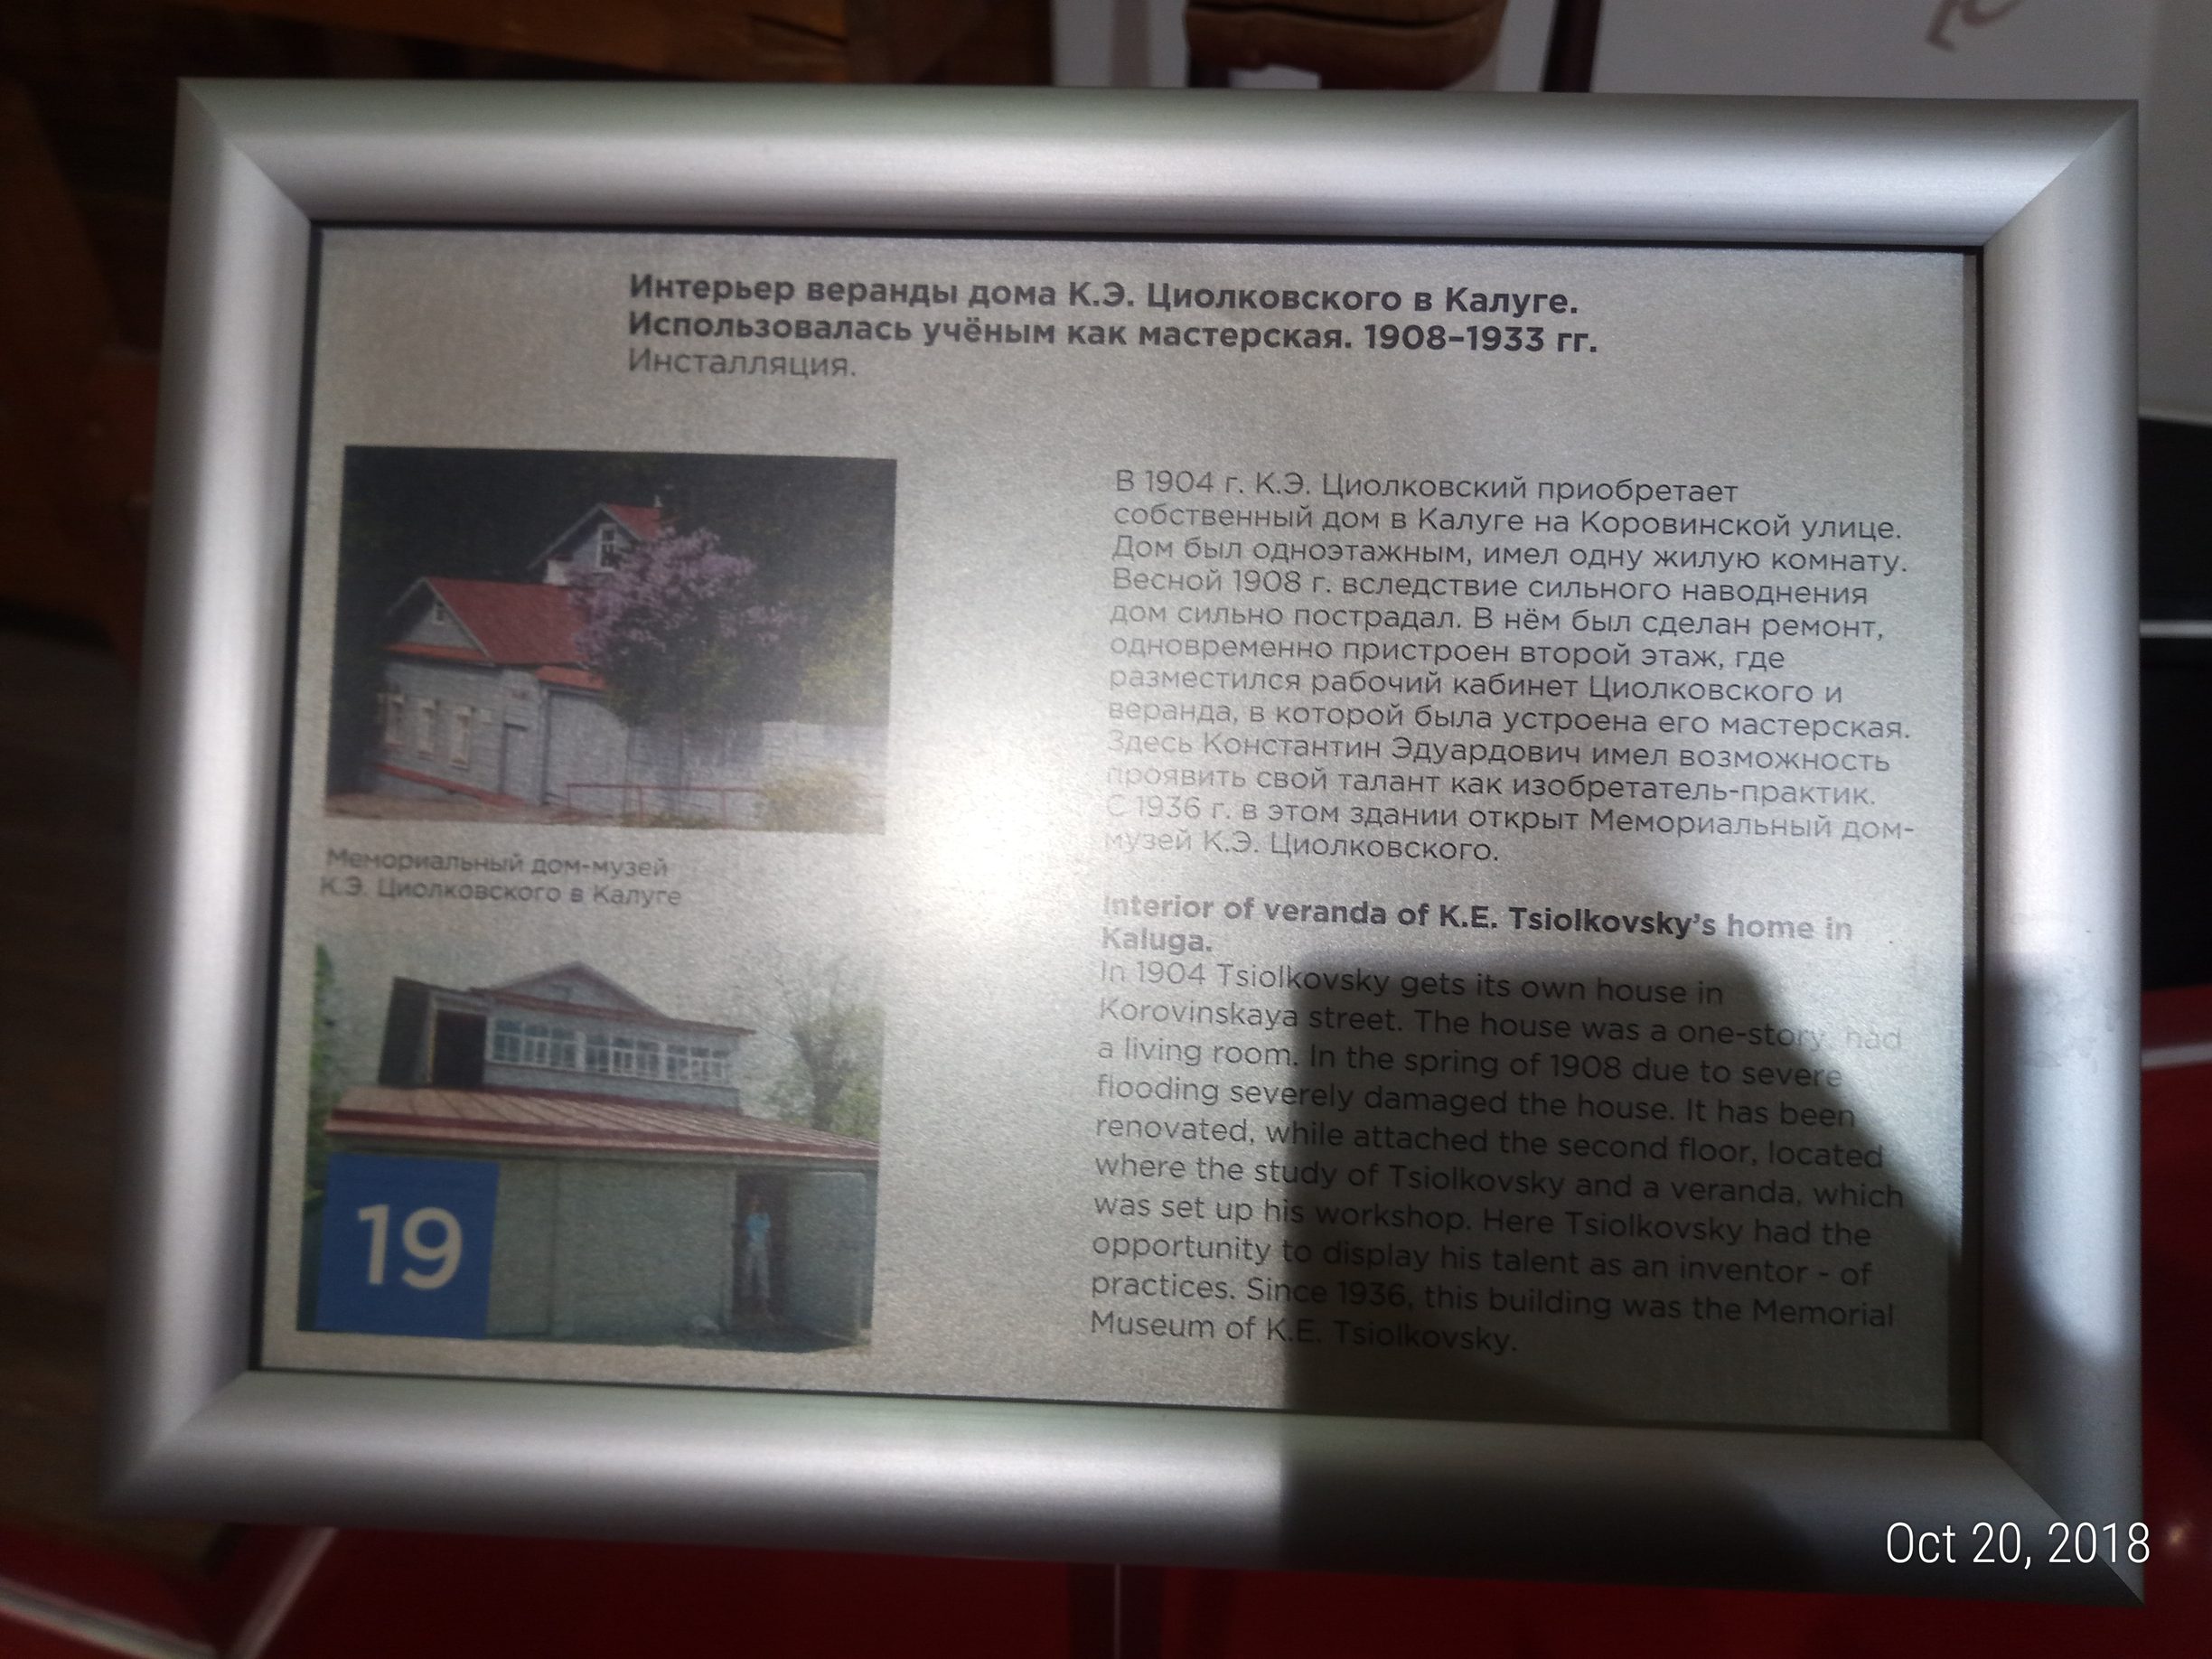 Интерьер веранды дома К.Э. Циолковского в Калуге.
Использовалась учёным как мастерская. 1908–1933 гг.
Инсталляция.
Мемориальный дом-музей
К.Э. Циолковского в Калуге
19
В 1904 г. К.Э. Циолковский приобретает
собственный дом в Калуге на Коровинской улице.
Дом был одноэтажным, имел одну жилую комнату.
Весной 1908 г. вследствие сильного наводнения
дом сильно пострадал. В нём был сделан ремонт,
одновременно пристроен второй этаж, где
разместился рабочий кабинет Циолковского и
веранда, в которой была устроена его мастерская.
Здесь Константин Эдуардович имел возможность
проявить свой талант как изобретатель-практик.
С 1936 г. в этом здании открыт Мемориальный дом-
музей К.Э. Циолковского.
Interior of veranda of K.E. Tsiolkovsky's home in
Kaluga.
In 1904 Tsiolkovsky gets its own house in
Korovinskaya street. The house was a one-story, had
a living room. In the spring of 1908 due to severe
flooding severely damaged the house. It has been
renovated, while attached the second floor, located
where the study of Tsiolkovsky and a veranda, which
was set up his workshop. Here Tsiolkovsky had the
opportunity to display his talent as an inventor - of
practices. Since 1936, this building was the Memorial
Museum of K.E. Tsiolkovsky.
Oct 20, 2018